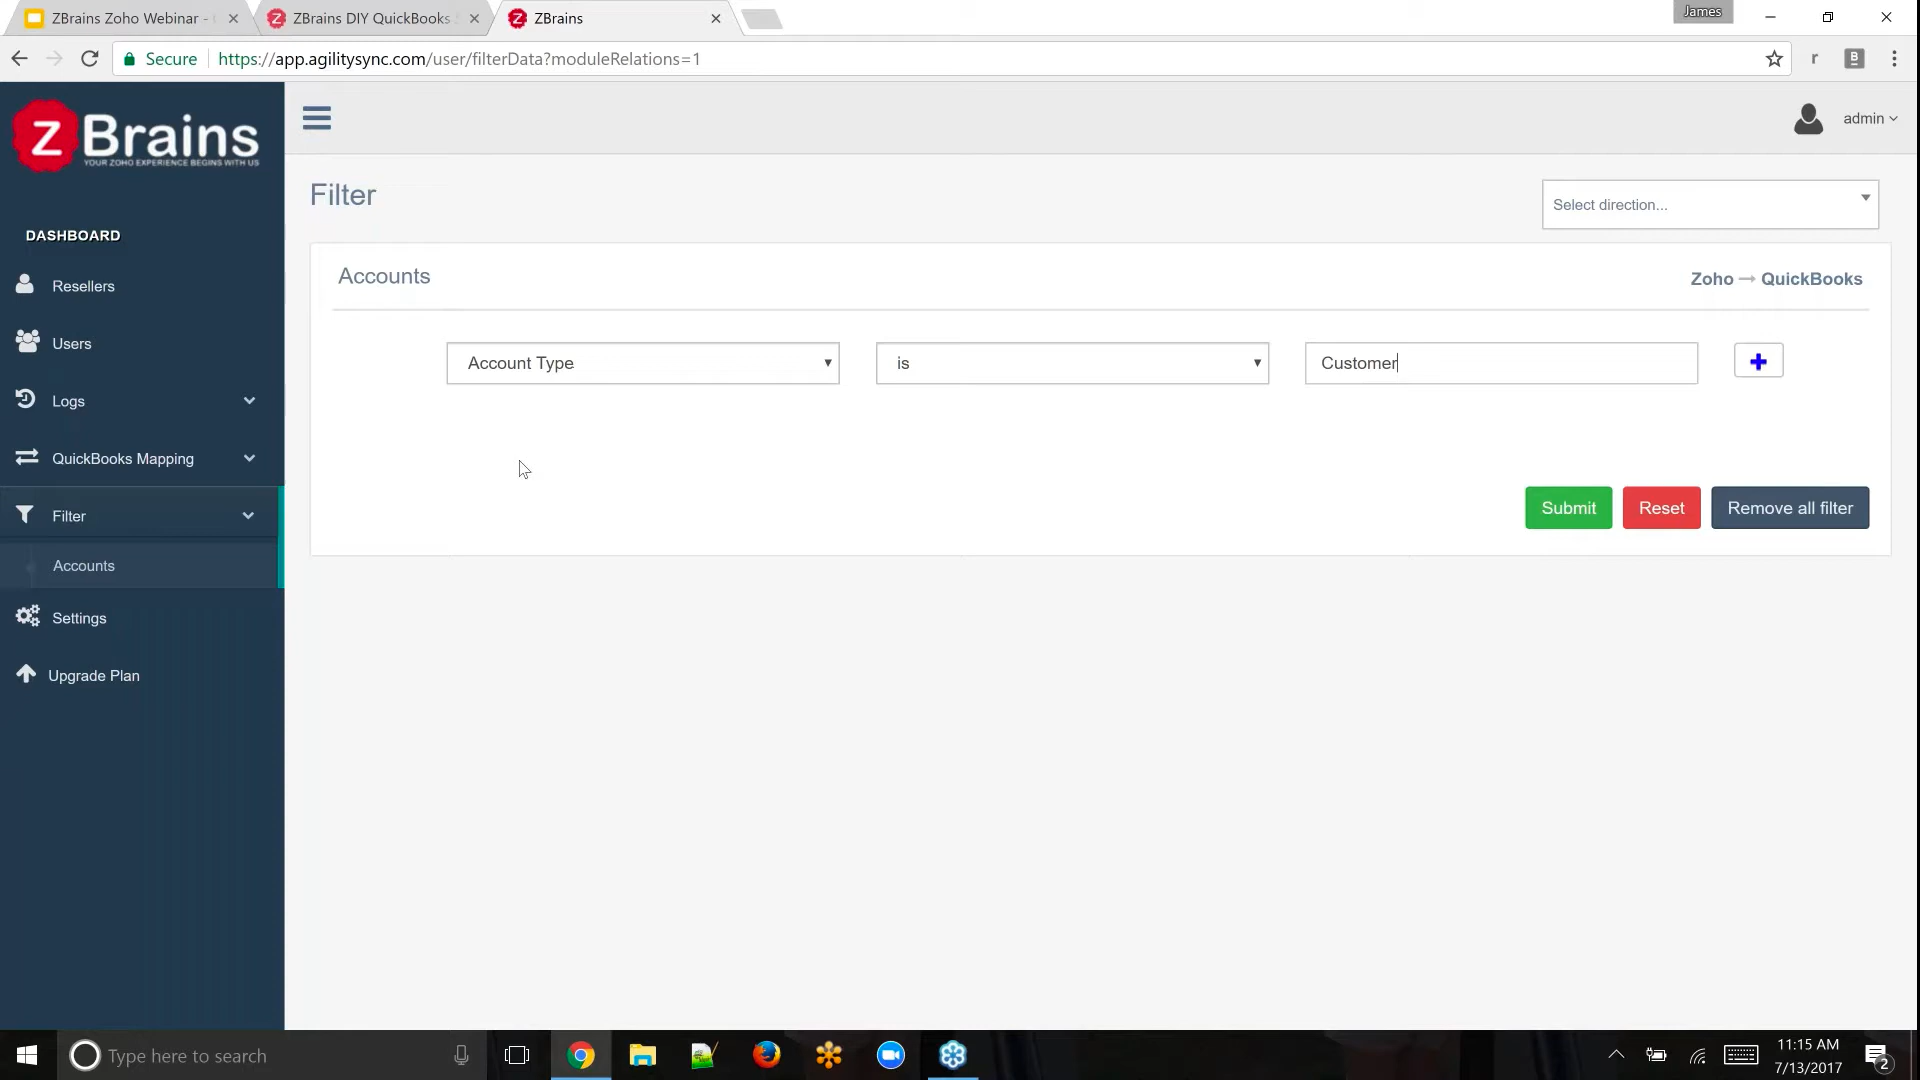 ZBrains Zoho Webinar -
ZBrains DIY QuickBooks
ZBrains
James
Secure
https://app.agilitysync.com/user/filterData?moduleRelations=1
r
B
Z Brains
YOUR ZOHO EXPERIENCE BEGINS WITH US
admin
Filter
Select direction...
DASHBOARD
Resellers
Users
Logs
QuickBooks Mapping
Filter
Accounts
Settings
Upgrade Plan
Accounts
Zoho → QuickBooks
Account Type
is
Customer
Submit
Reset
Remove all filter
Type here to search
11:15 AM
7/13/2017
2